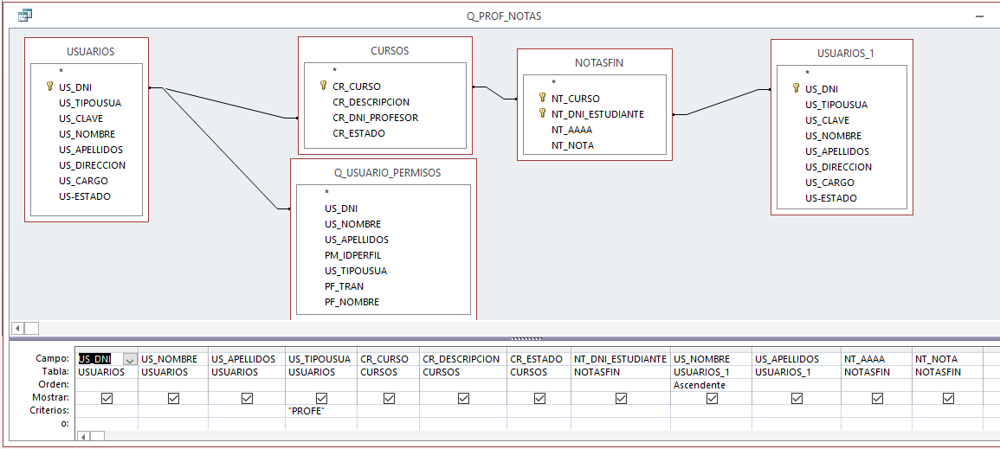 Q_PROF_NOTAS
USUARIOS
*
US_DNI
US_TIPOUSUA
US_CLAVE
US_NOMBRE
US_APELLIDOS
US_DIRECCION
US_CARGO
US-ESTADO
CURSOS
*
CR_CURSO
CR_DESCRIPCION
CR_DNI_PROFESOR
CR_ESTADO
Q_USUARIO_PERMISOS
*
US_DNI
US_NOMBRE
US_APELLIDOS
PM_IDPERFIL
US_TIPOUSUA
PF_TRAN
PF_NOMBRE
NOTASFIN
*
NT_CURSO
NT_DNI_ESTUDIANTE
NT_AAAA
NT_NOTA
USUARIOS_1
*
US_DNI
US_TIPOUSUA
US_CLAVE
US_NOMBRE
US_APELLIDOS
US_DIRECCION
US_CARGO
US-ESTADO
Campo: US_DNI US_NOMBRE US_APELLIDOS US_TIPOUSUA CR_CURSO CR_DESCRIPCION CR_ESTADO NT_DNI_ESTUDIANTE US_NOMBRE US_APELLIDOS NT_AAAA NT_NOTA
Tabla: USUARIOS USUARIOS USUARIOS USUARIOS CURSOS CURSOS CURSOS NOTASFIN USUARIOS_1 USUARIOS_1 NOTASFIN NOTASFIN
Orden: Ascendente
Mostrar:
Criterios: "PROFE"
o: